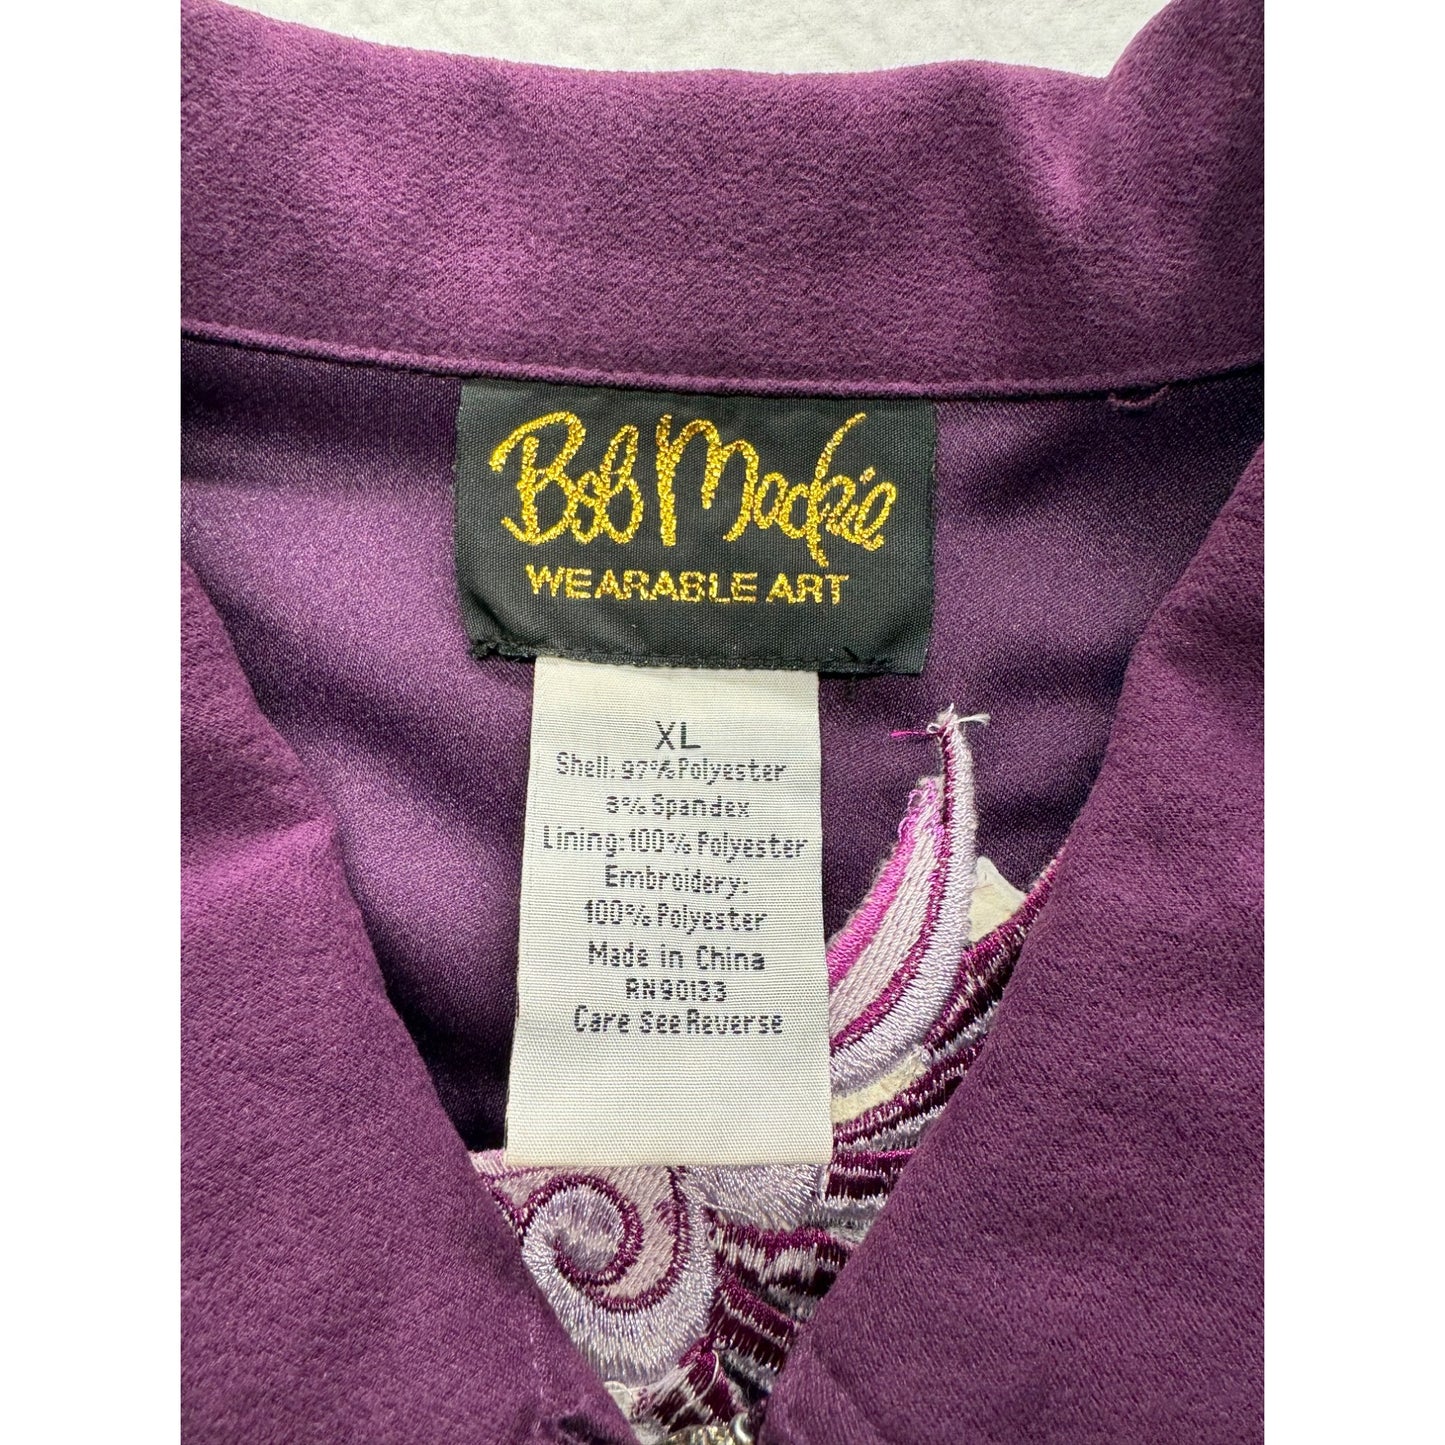 Bob Mackie
WEARABLE ART
XL
Shell: 97% Polyester
3% Spandex
Lining:100% Polyester
Embroidery:
100% Polyester
Made in China
RN90133
Care See Reverse